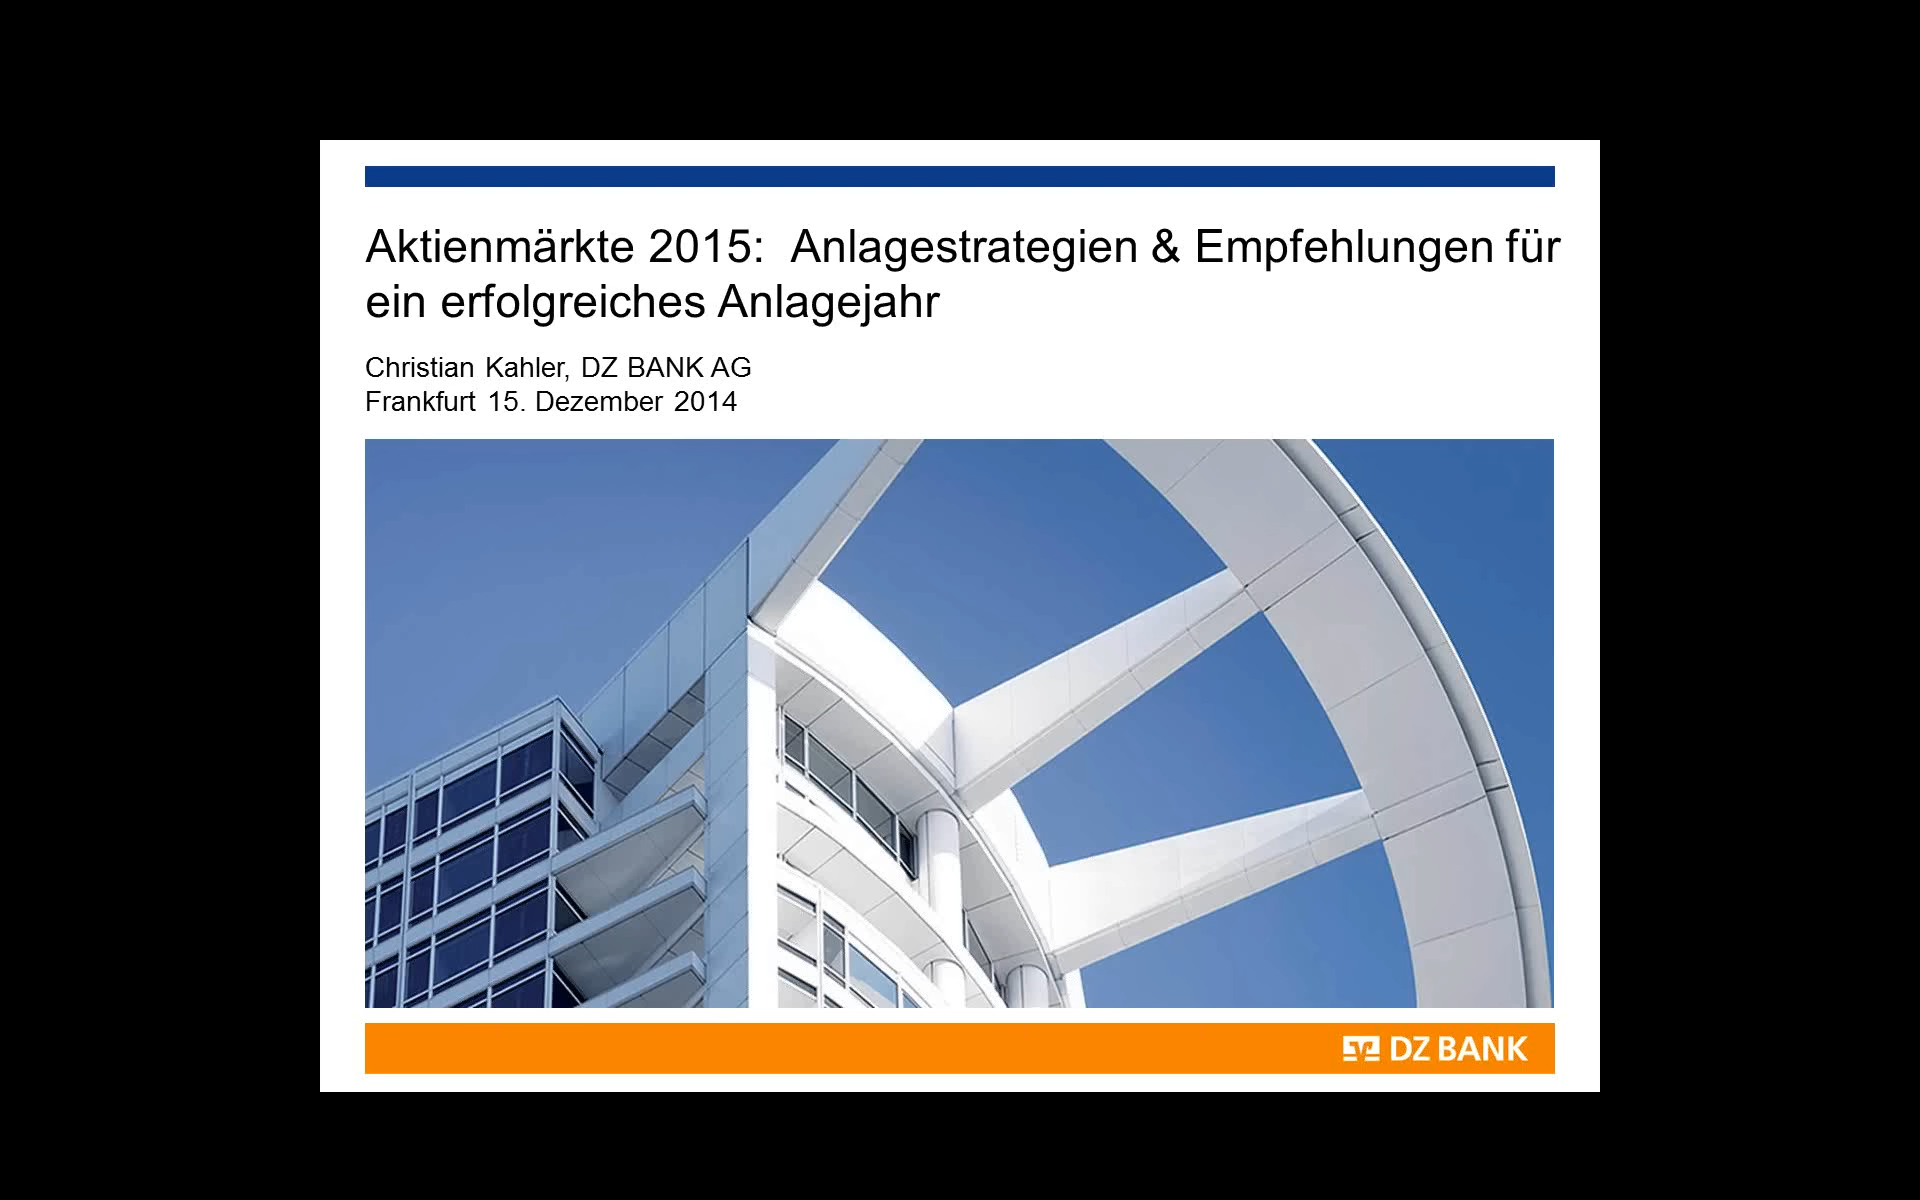 Aktienmärkte 2015:  Anlagestrategien & Empfehlungen für
ein erfolgreiches Anlagejahr
Christian Kahler, DZ BANK AG
Frankfurt 15. Dezember 2014
DZ BANK